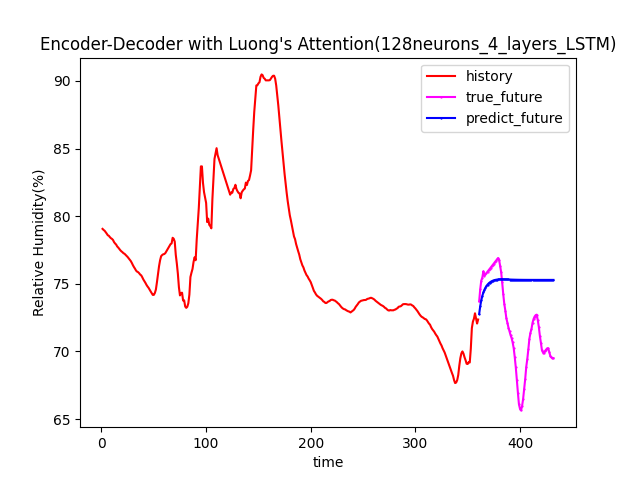 Encoder-Decoder with Luong's Attention(128neurons_4_layers_LSTM)
history
true_future
predict_future
Relative Humidity(%)
90
85
80
75
70
65
0 100 200 300 400
time